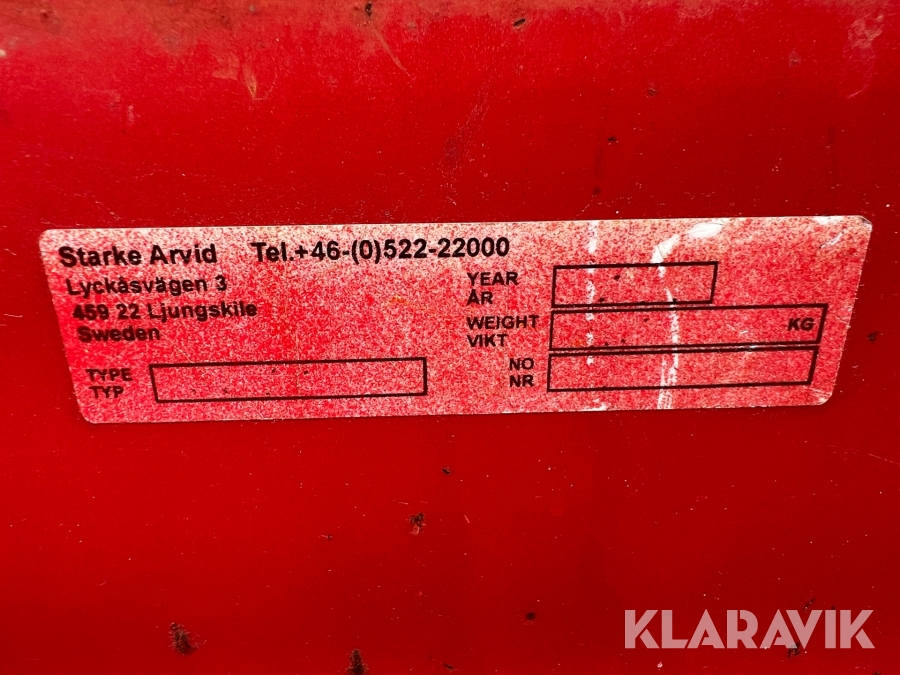 Starke Arvid Tel.+46-(0)522-22000
Lyckåsvägen 3
459 22 Ljungskile
Sweden
YEAR
ÅR
WEIGHT KG
VIKT
TYPE
TYP
NO
NR
KLARAVIK